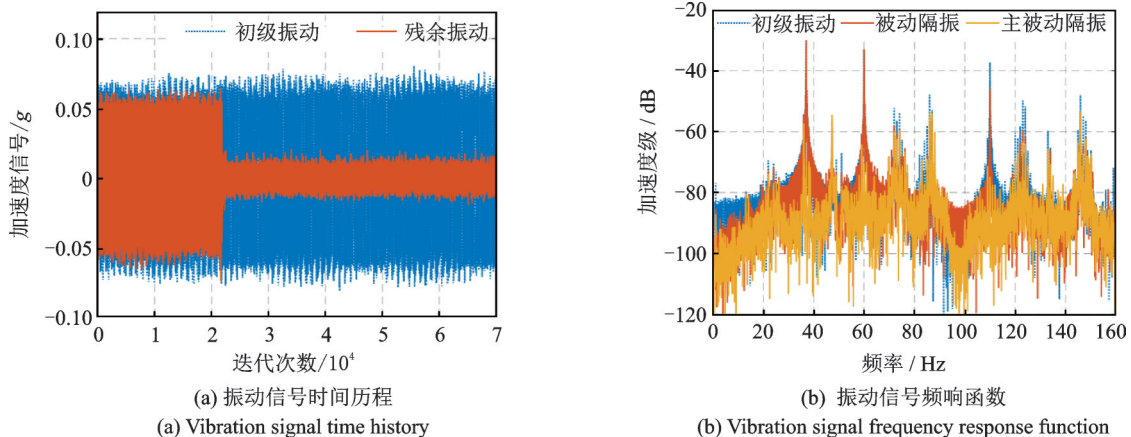 初级振动 残余振动
0.10
0.05
0
−0.05
−0.10
加速度信号/g
0 1 2 3 4 5 6 7
迭代次数/10⁴
(a) 振动信号时间历程
(a) Vibration signal time history
初级振动 被动隔振 主被动隔振
−20
−40
−60
−80
−100
−120
加速度级 / dB
0 20 40 60 80 100 120 140 160
频率 / Hz
(b) 振动信号频响函数
(b) Vibration signal frequency response function